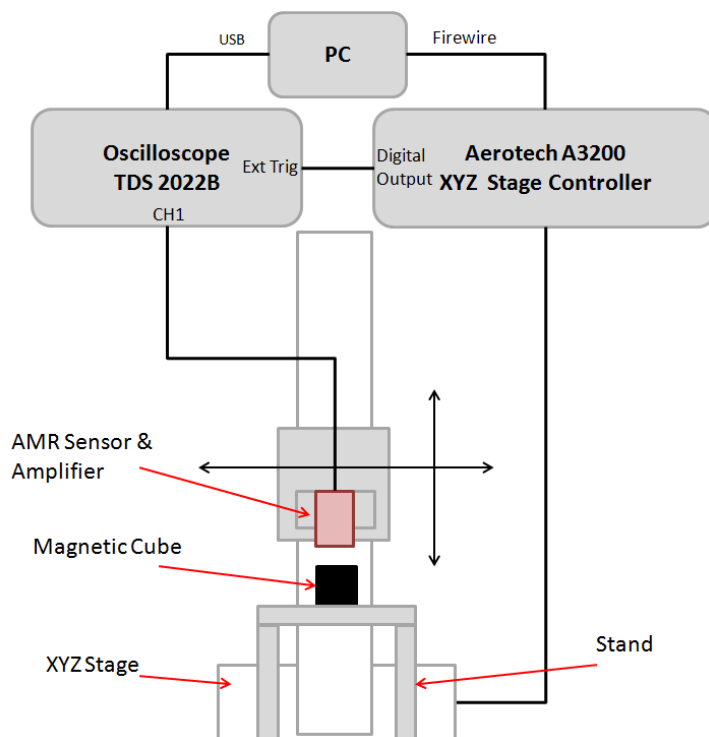 USB
PC
Firewire
Oscilloscope
TDS 2022B
Ext Trig
CH1
Digital
Output
Aerotech A3200
XYZ Stage Controller
AMR Sensor &
Amplifier
Magnetic Cube
XYZ Stage
Stand